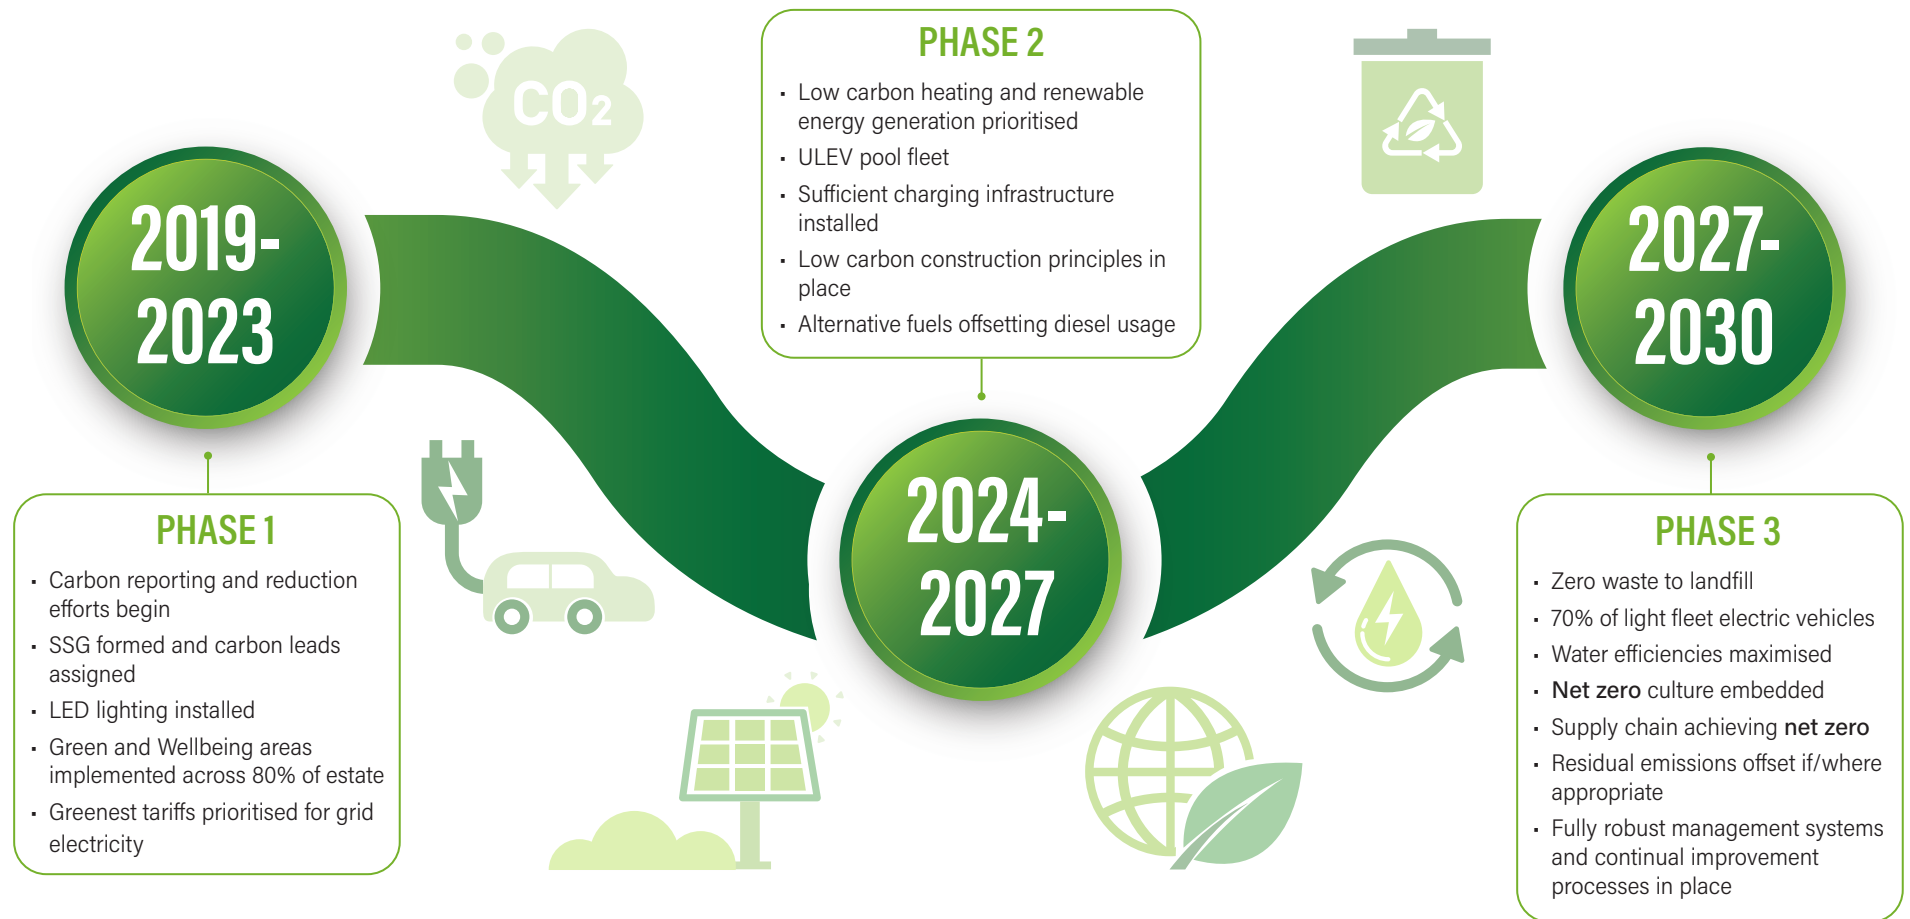 2019-
2023
PHASE 1
· Carbon reporting and reduction
efforts begin
· SSG formed and carbon leads
assigned
· LED lighting installed
· Green and Wellbeing areas
implemented across 80% of estate
· Greenest tariffs prioritised for grid
electricity
CO2
PHASE 2
· Low carbon heating and renewable
energy generation prioritised
· ULEV pool fleet
· Sufficient charging infrastructure
installed
· Low carbon construction principles in
place
· Alternative fuels offsetting diesel usage
2024-
2027
2027-
2030
PHASE 3
· Zero waste to landfill
· 70% of light fleet electric vehicles
· Water efficiencies maximised
· Net zero culture embedded
· Supply chain achieving net zero
· Residual emissions offset if/where
appropriate
· Fully robust management systems
and continual improvement
processes in place